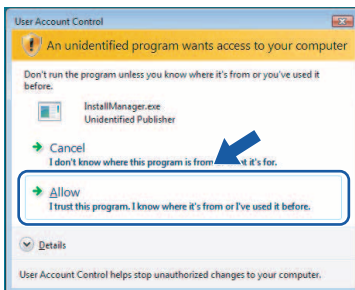 User Account Control
An unidentified program wants access to your computer
Don't run the program unless you know where it's from or you've used it
before.
InstallManager.exe
Unidentified Publisher
Cancel
I don't know where this program is from it's for.
Allow
I trust this program. I know where it's from or I've used it before.
Details
User Account Control helps stop unauthorized changes to your computer.